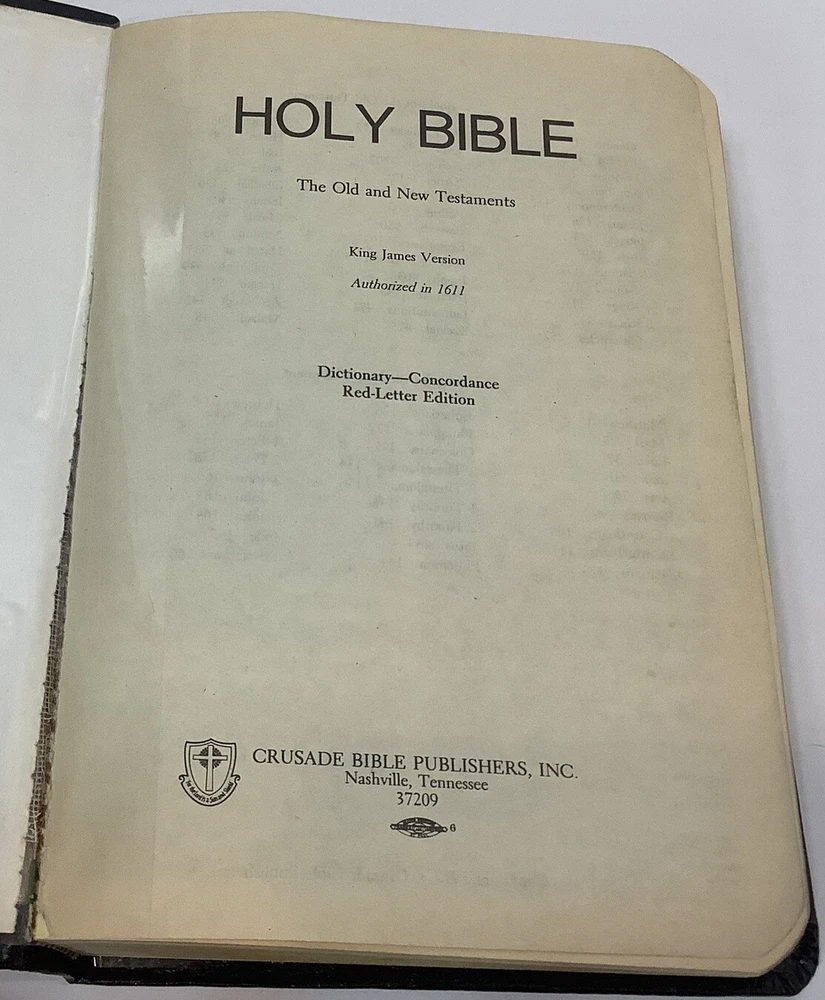 HOLY BIBLE
The Old and New Testaments
King James Version
Authorized in 1611
Dictionary—Concordance
Red-Letter Edition
CRUSADE BIBLE PUBLISHERS, INC.
Nashville, Tennessee
37209
6